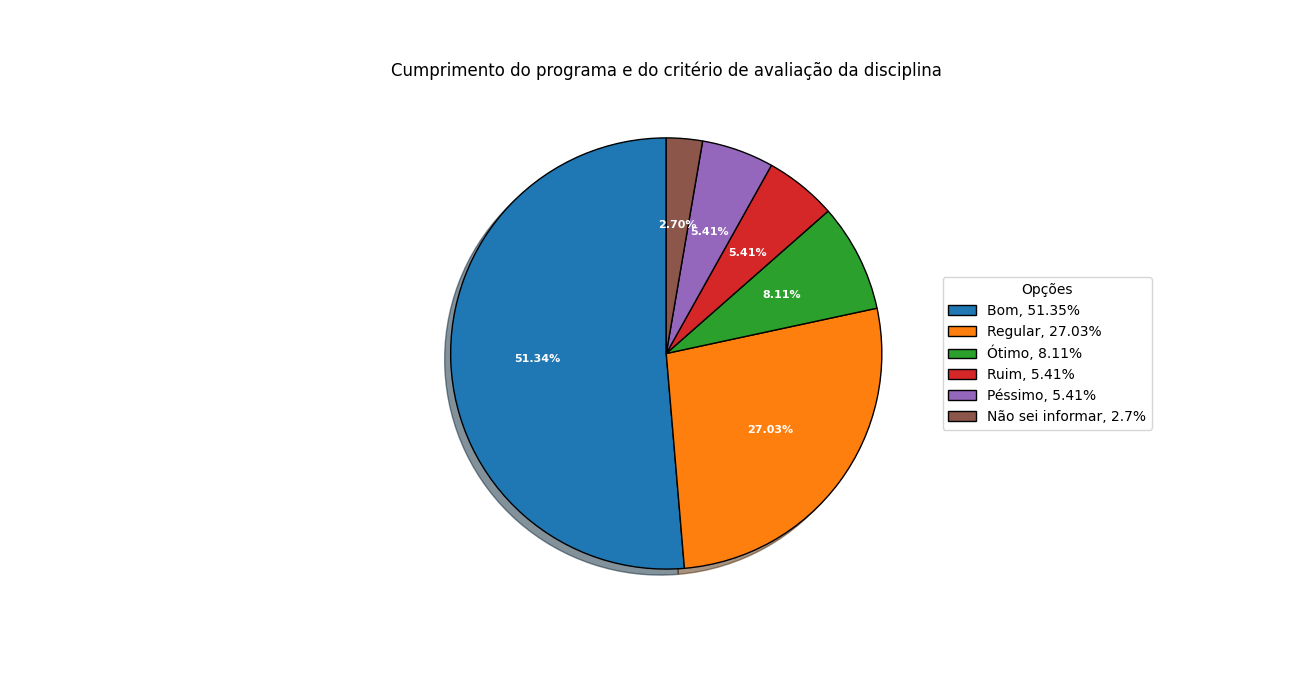 Cumprimento do programa e do critério de avaliação da disciplina
2.70%
5.41%
5.41%
8.11%
51.34%
27.03%
Opções
Bom, 51.35%
Regular, 27.03%
Ótimo, 8.11%
Ruim, 5.41%
Péssimo, 5.41%
Não sei informar, 2.7%